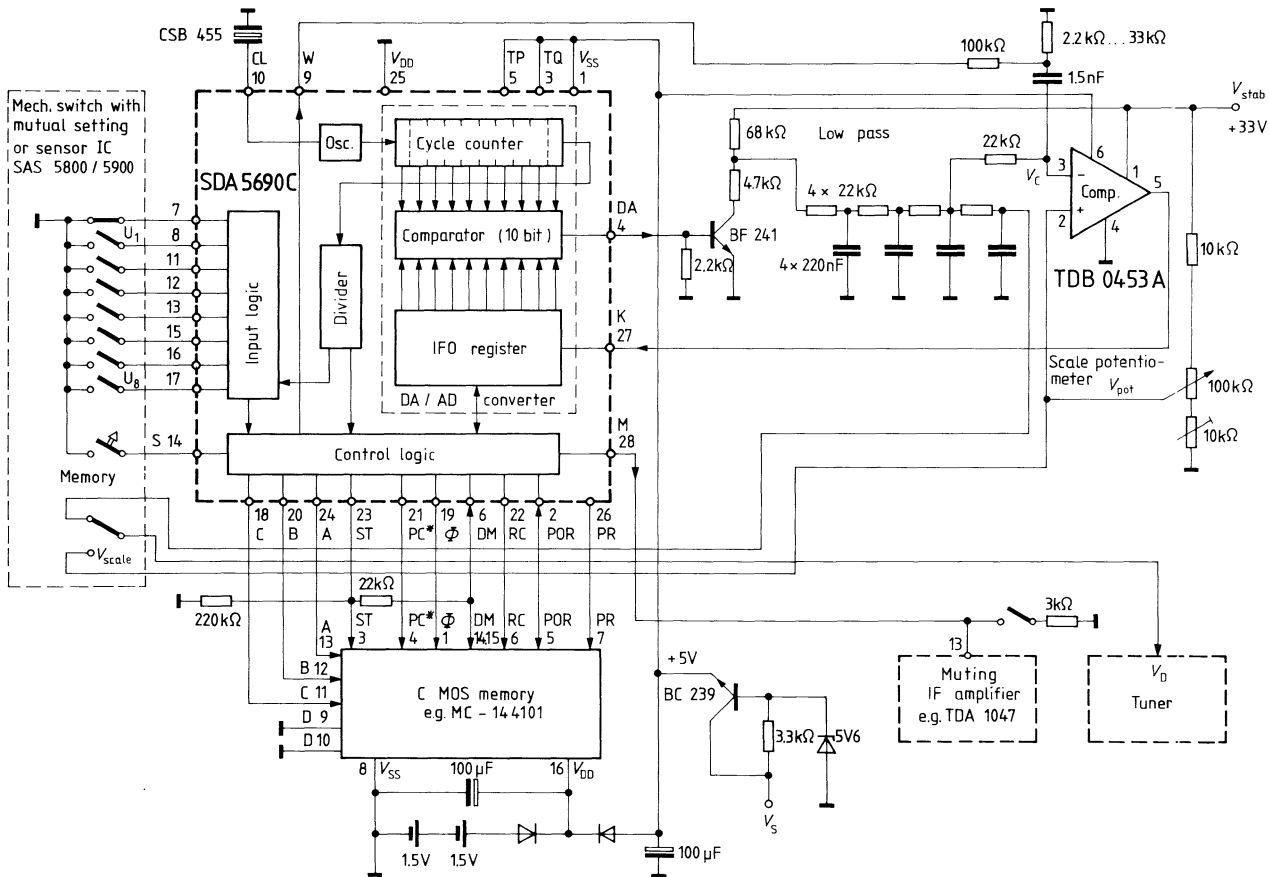 CSB 455
CL
10
W
9
V_DD
25
TP
5
TQ
3
V_SS
1
100kΩ
2.2kΩ...33kΩ
1.5nF
V_stab
+33V
Mech. switch with
mutual setting
or sensor IC
SAS 5800 / 5900
SDA 5690C
Osc.
Cycle counter
68kΩ
Low pass
22kΩ
V_C
3
−
6
1
Comp.
5
+
2
4
TDB 0453A
4.7kΩ
4 × 22kΩ
DA
4
BF 241
2.2kΩ
4 × 220nF
10kΩ
7
U1
8
11
12
13
15
16
U8
17
Input logic
Divider
Comparator (10 bit)
IFO register
DA / AD converter
K
27
Scale potentio-
meter
V_pot
100kΩ
10kΩ
S 14
Memory
Control logic
M
28
18
20
24
23
21
19
6
22
2
26
C
B
A
ST
PC*
Φ
DM
RC
POR
PR
V_scale
22kΩ
220kΩ
A
13
ST
3
PC*
4
Φ
1
DM
14.15
RC
6
POR
5
PR
7
B 12
C 11
D 9
D 10
C MOS memory
e.g. MC - 144101
+5V
BC 239
3.3kΩ
5V6
V_S
3kΩ
13
Muting
IF amplifier
e.g. TDA 1047
V_D
Tuner
8
V_SS
100µF
16
V_DD
1.5V
1.5V
100µF